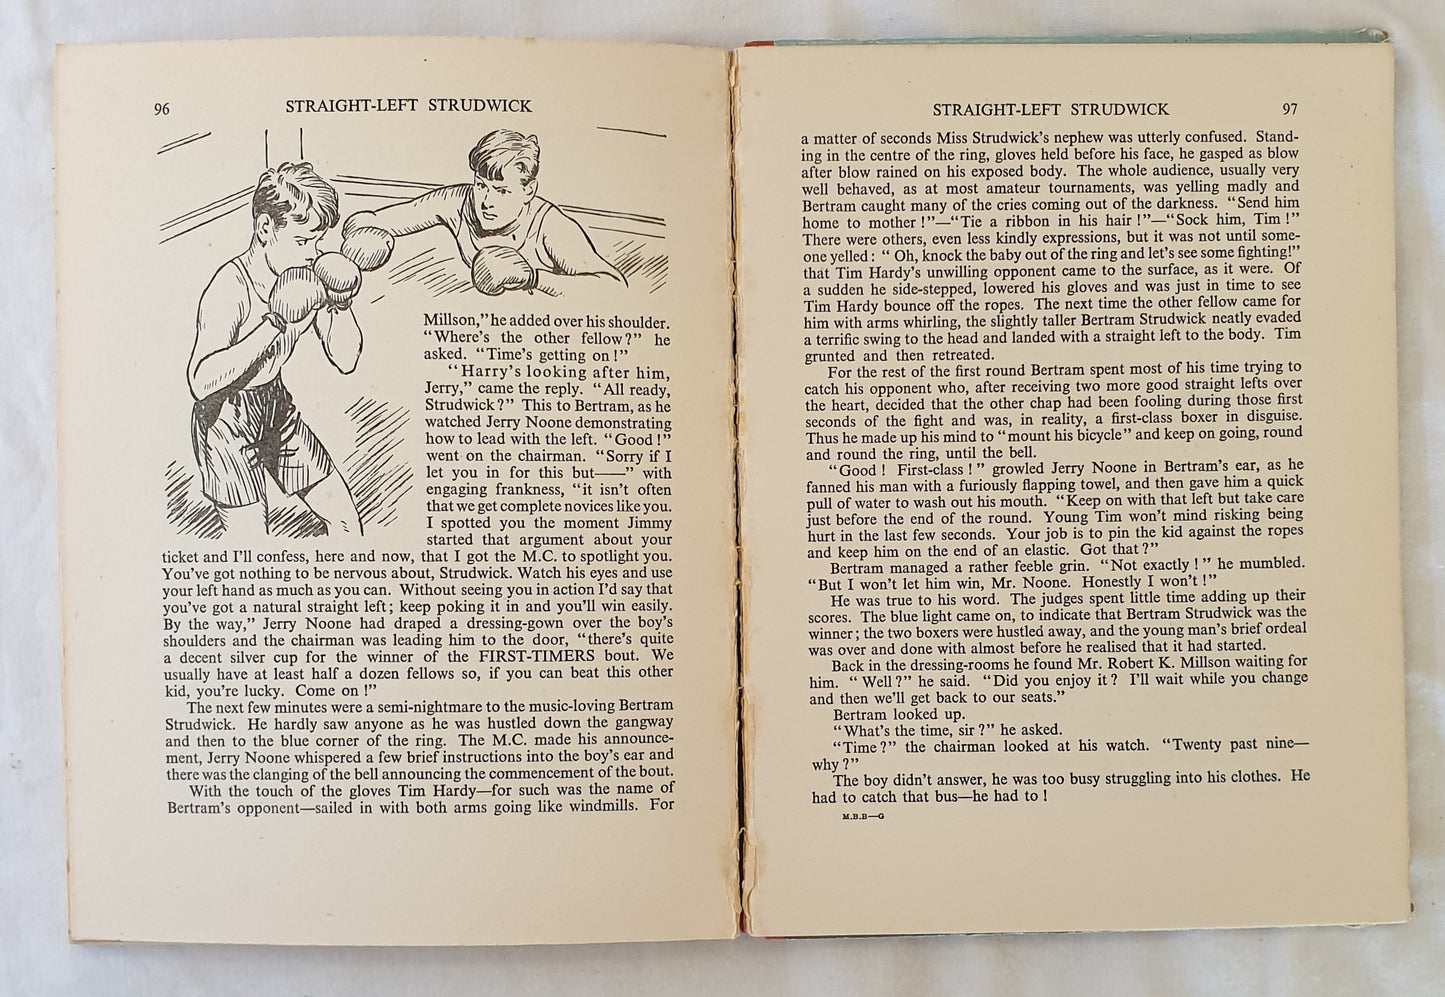 96
STRAIGHT-LEFT STRUDWICK
Millson," he added over his shoulder.
"Where's the other fellow?" he
asked. "Time's getting on!"
"Harry's looking after him,
Jerry," came the reply. "All ready,
Strudwick?" This to Bertram, as he
watched Jerry Noone demonstrating
how to lead with the left. "Good!"
went on the chairman. "Sorry if I
let you in for this but——" with
engaging frankness, "it isn't often
that we get complete novices like you.
I spotted you the moment Jimmy
started that argument about your
ticket and I'll confess, here and now, that I got the M.C. to spotlight you.
You've got nothing to be nervous about, Strudwick. Watch his eyes and use
your left hand as much as you can. Without seeing you in action I'd say that
you've got a natural straight left; keep poking it in and you'll win easily.
By the way," Jerry Noone had draped a dressing-gown over the boy's
shoulders and the chairman was leading him to the door, "there's quite
a decent silver cup for the winner of the FIRST-TIMERS bout. We
usually have at least half a dozen fellows so, if you can beat this other
kid, you're lucky. Come on!"
The next few minutes were a semi-nightmare to the music-loving Bertram
Strudwick. He hardly saw anyone as he was hustled down the gangway
and then to the blue corner of the ring. The M.C. made his announce-
ment, Jerry Noone whispered a few brief instructions into the boy's ear and
there was the clanging of the bell announcing the commencement of the bout.
With the touch of the gloves Tim Hardy—for such was the name of
Bertram's opponent—sailed in with both arms going like windmills. For
STRAIGHT-LEFT STRUDWICK
97
a matter of seconds Miss Strudwick's nephew was utterly confused. Stand-
ing in the centre of the ring, gloves held before his face, he gasped as blow
after blow rained on his exposed body. The whole audience, usually very
well behaved, as at most amateur tournaments, was yelling madly and
Bertram caught many of the cries coming out of the darkness. "Send him
home to mother!"—"Tie a ribbon in his hair!"—"Sock him, Tim!"
There were others, even less kindly expressions, but it was not until some-
one yelled: "Oh, knock the baby out of the ring and let's see some fighting!"
that Tim Hardy's unwilling opponent came to the surface, as it were. Of
a sudden he side-stepped, lowered his gloves and was just in time to see
Tim Hardy bounce off the ropes. The next time the other fellow came for
him with arms whirling, the slightly taller Bertram Strudwick neatly evaded
a terrific swing to the head and landed with a straight left to the body. Tim
grunted and then retreated.
For the rest of the first round Bertram spent most of his time trying to
catch his opponent who, after receiving two more good straight lefts over
the heart, decided that the other chap had been fooling during those first
seconds of the fight and was, in reality, a first-class boxer in disguise.
Thus he made up his mind to "mount his bicycle" and keep on going, round
and round the ring, until the bell.
"Good! First-class!" growled Jerry Noone in Bertram's ear, as he
fanned his man with a furiously flapping towel, and then gave him a quick
pull of water to wash out his mouth. "Keep on with that left but take care
just before the end of the round. Young Tim won't mind risking being
hurt in the last few seconds. Your job is to pin the kid against the ropes
and keep him on the end of an elastic. Got that?"
Bertram managed a rather feeble grin. "Not exactly!" he mumbled.
"But I won't let him win, Mr. Noone. Honestly I won't!"
He was true to his word. The judges spent little time adding up their
scores. The blue light came on, to indicate that Bertram Strudwick was the
winner; the two boxers were hustled away, and the young man's brief ordeal
was over and done with almost before he realised that it had started.
Back in the dressing-rooms he found Mr. Robert K. Millson waiting for
him. "Well?" he said. "Did you enjoy it? I'll wait while you change
and then we'll get back to our seats."
Bertram looked up.
"What's the time, sir?" he asked.
"Time?" the chairman looked at his watch. "Twenty past nine—
why?"
The boy didn't answer, he was too busy struggling into his clothes. He
had to catch that bus—he had to!
M.B.B—G